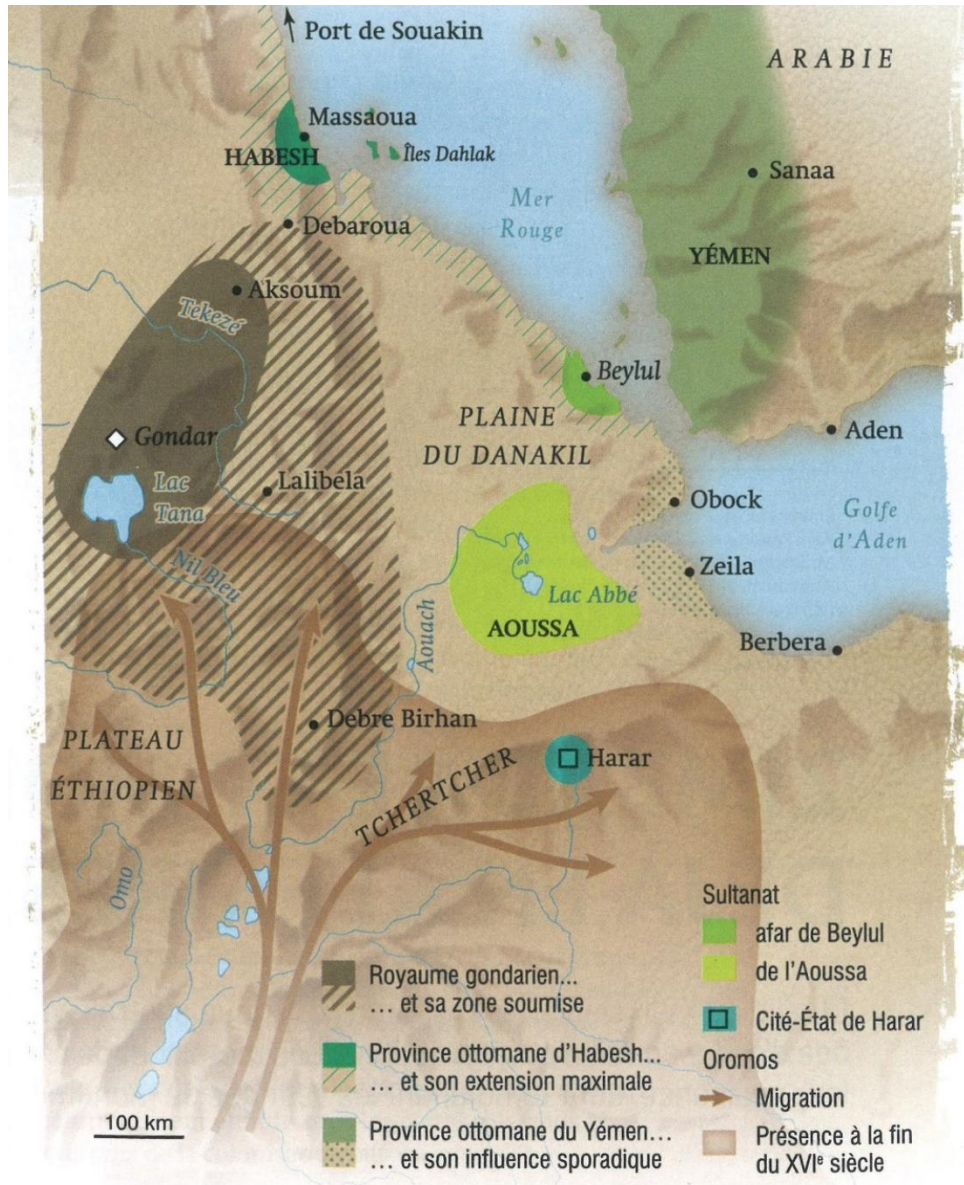 Port de Souakin
ARABIE
Massaoua
HABESH
Îles Dahlak
Sanaa
Mer
Rouge
Debaroua
YÉMEN
Aksoum
Tekezé
Beylul
PLAINE
DU DANAKIL
Aden
Gondar
Lac
Tana
Lalibela
Obock
Golfe
d'Aden
Nil Bleu
Zeila
Lac Abbé
AOUSSA
Aouach
Berbera
Debre Birhan
PLATEAU
ÉTHIOPIEN
TCHERTCHER
Harar
Omo
100 km
Royaume gondarien...
... et sa zone soumise
Province ottomane d'Habesh...
... et son extension maximale
Province ottomane du Yémen...
... et son influence sporadique
Sultanat
afar de Beylul
de l'Aoussa
Cité-État de Harar
Oromos
Migration
Présence à la fin
du XVIe siècle